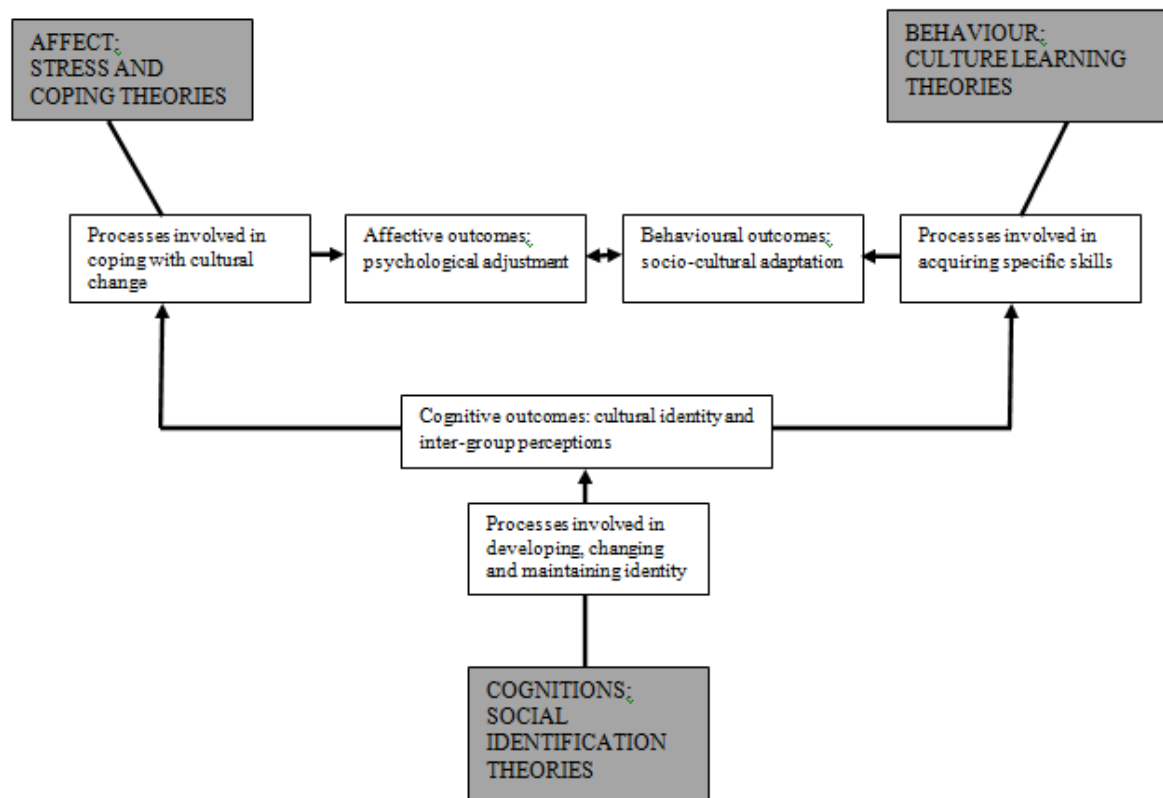 AFFECT;
STRESS AND
COPING THEORIES
BEHAVIOUR;
CULTURE LEARNING
THEORIES
Processes involved in
coping with cultural
change
Affective outcomes;
psychological adjustment
Behavioural outcomes;
socio-cultural adaptation
Processes involved in
acquiring specific skills
Cognitive outcomes: cultural identity and
inter-group perceptions
Processes involved in
developing, changing
and maintaining identity
COGNITIONS;
SOCIAL
IDENTIFICATION
THEORIES